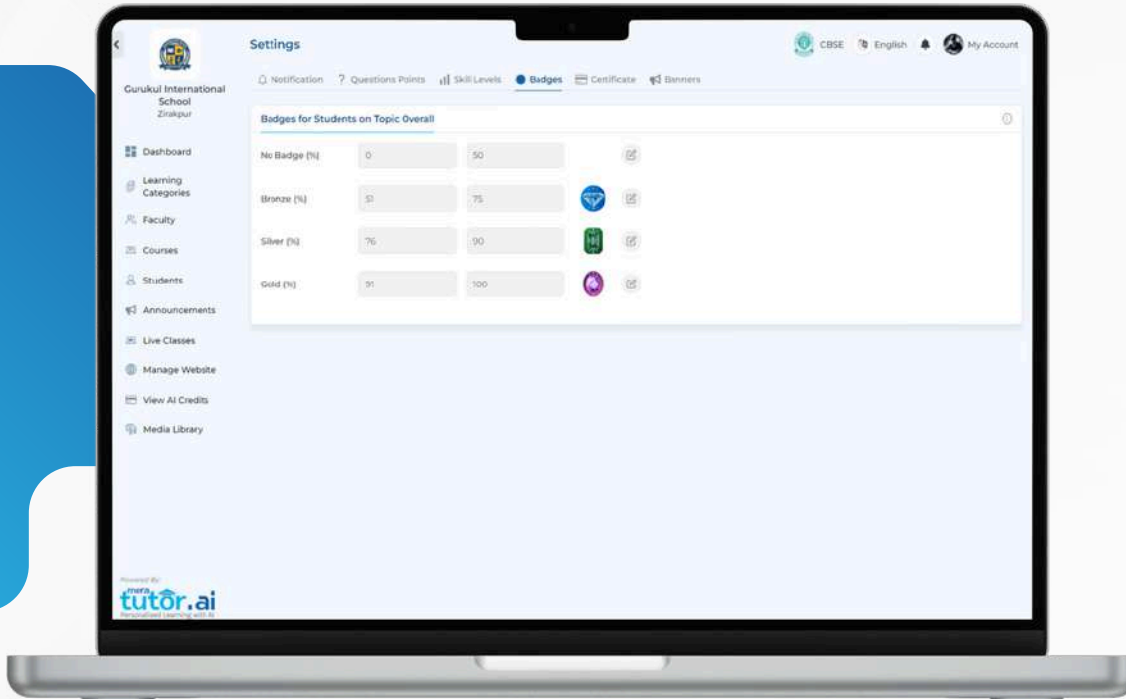 Settings
CBSE
English
My Account
Gurukul International
School
Zirakpur
Notification
? Questions Points
Skill Levels
Badges
Certificate
Banners
Badges for Students on Topic Overall
No Badge (%)
0
50
Bronze (%)
51
75
Silver (%)
76
90
Gold (%)
91
100
Dashboard
Learning
Categories
Faculty
Courses
Students
Announcements
Live Classes
Manage Website
View AI Credits
Media Library
Powered By:
mera
tutor.ai
Personalised Learning with AI